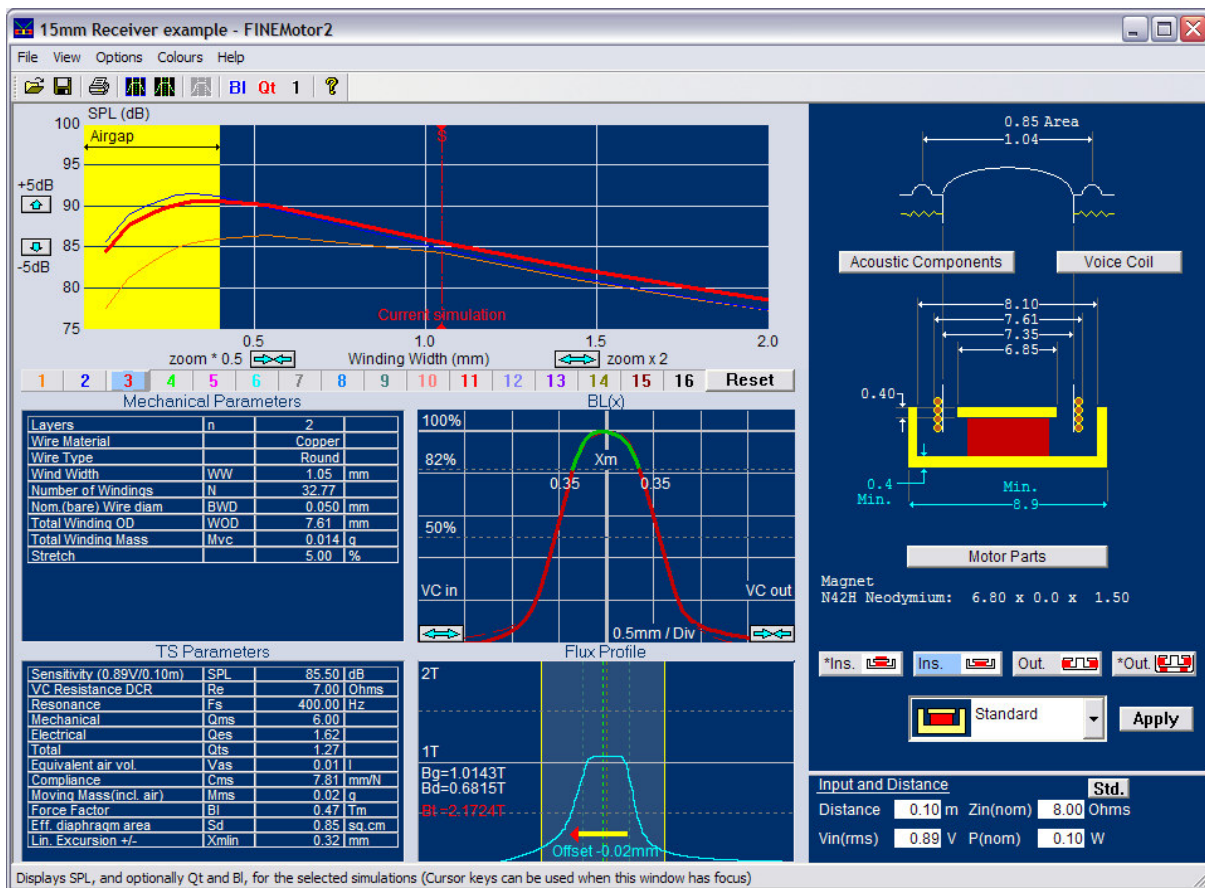 15mm Receiver example - FINEMotor2
File View Options Colours Help
Bl Qt 1 ?
SPL (dB)
100
95
90
85
80
75
Airgap
S
+5dB
-5dB
Current simulation
0.5 1.0 1.5 2.0
zoom * 0.5 Winding Width (mm) zoom x 2
1 2 3 4 5 6 7 8 9 10 11 12 13 14 15 16 Reset
Mechanical Parameters
Layers n 2
Wire Material Copper
Wire Type Round
Wind Width WW 1.05 mm
Number of Windings N 32.77
Nom.(bare) Wire diam BWD 0.050 mm
Total Winding OD WOD 7.61 mm
Total Winding Mass Mvc 0.014 g
Stretch 5.00 %
BL(x)
100%
82%
50%
Xm
0.35 0.35
VC in VC out
0.5mm / Div
TS Parameters
Sensitivity (0.89V/0.10m) SPL 85.50 dB
VC Resistance DCR Re 7.00 Ohms
Resonance Fs 400.00 Hz
Mechanical Qms 6.00
Electrical Qes 1.62
Total Qts 1.27
Equivalent air vol. Vas 0.01 l
Compliance Cms 7.81 mm/N
Moving Mass(incl. air) Mms 0.02 g
Force Factor Bl 0.47 Tm
Eff. diaphragm area Sd 0.85 sq.cm
Lin. Excursion +/- Xmlin 0.32 mm
Flux Profile
2T
1T
Bg=1.0143T
Bd=0.6815T
Bt=2.1724T
Offset -0.02mm
0.85 Area
1.04
Acoustic Components Voice Coil
8.10
7.61
7.35
6.85
0.40
0.4
Min.
Min.
8.9
Motor Parts
Magnet
N42H Neodymium: 6.80 x 0.0 x 1.50
*Ins. Ins. Out. *Out.
Standard Apply
Input and Distance Std.
Distance 0.10 m Zin(nom) 8.00 Ohms
Vin(rms) 0.89 V P(nom) 0.10 W
Displays SPL, and optionally Qt and Bl, for the selected simulations (Cursor keys can be used when this window has focus)